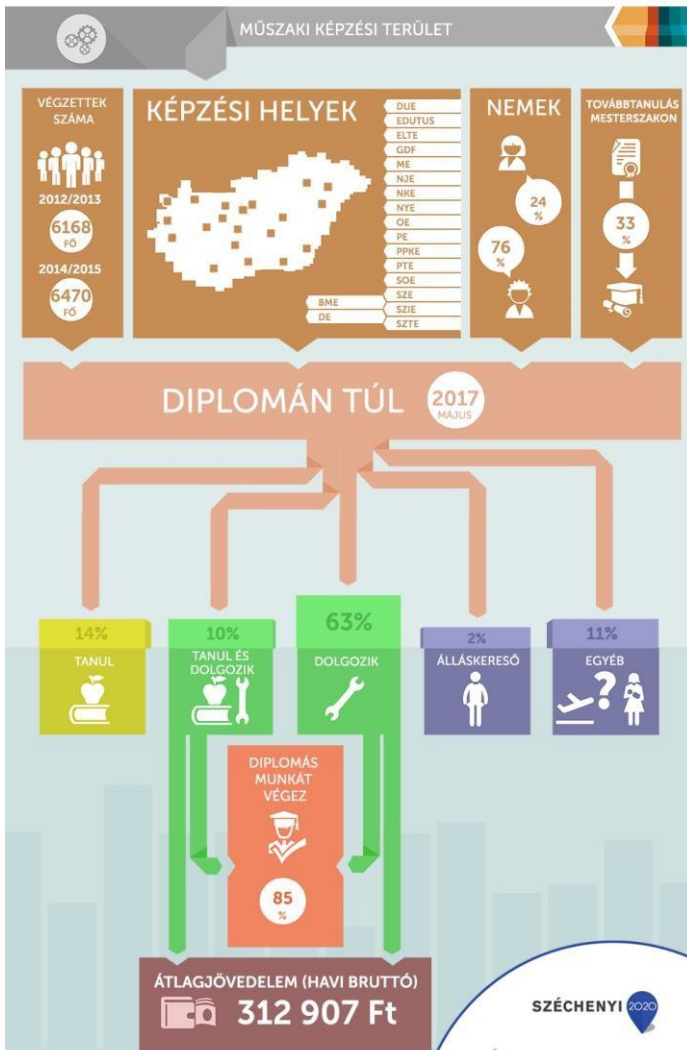 MŰSZAKI KÉPZÉSI TERÜLET
VÉGZETTEK
SZÁMA
2012/2013
6168
FŐ
2014/2015
6470
FŐ
KÉPZÉSI HELYEK
DUE
EDUTUS
ELTE
GDF
ME
NJE
NKE
NYE
OE
PE
PPKE
PTE
SOE
SZE
SZIE
SZTE
BME
DE
NEMEK
24
%
76
%
TOVÁBBTANULÁS
MESTERSZAKON
33
%
DIPLOMÁN TÚL
2017
MÁJUS
14%
TANUL
10%
TANUL ÉS
DOLGOZIK
63%
DOLGOZIK
2%
ÁLLÁSKERESŐ
11%
EGYÉB
?
DIPLOMÁS
MUNKÁT
VÉGEZ
85
%
ÁTLAGJÖVEDELEM (HAVI BRUTTÓ)
312 907 Ft
SZÉCHENYI 2020